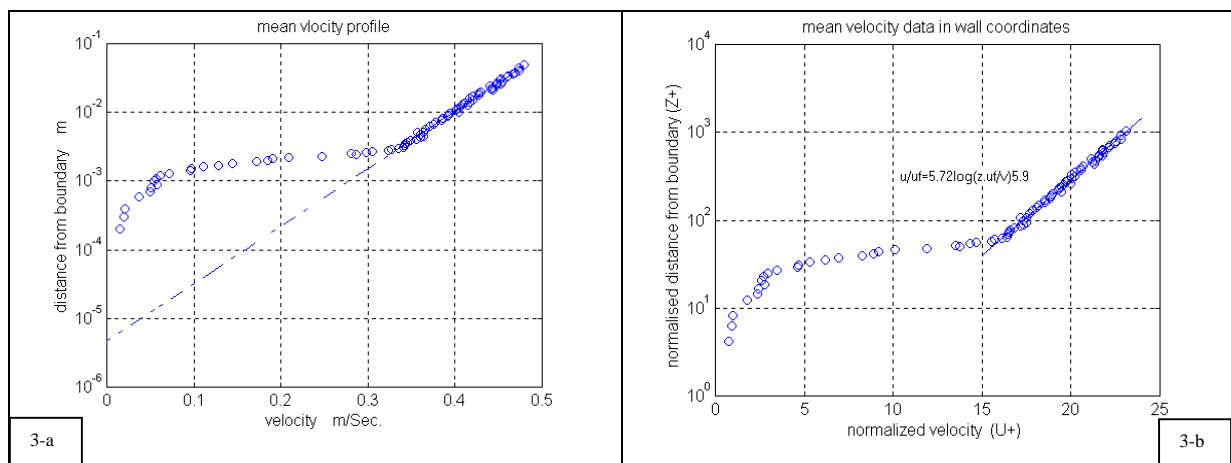 mean vlocity profile
10^-1
10^-2
10^-3
10^-4
10^-5
10^-6
distance from boundary m
0 0.1 0.2 0.3 0.4 0.5
velocity m/Sec.
3-a
mean velocity data in wall coordinates
10^4
10^3
10^2
10^1
10^0
normalised distance from boundary (Z+)
u/uf=5.72log(z.uf/v)5.9
0 5 10 15 20 25
normalized velocity (U+)
3-b